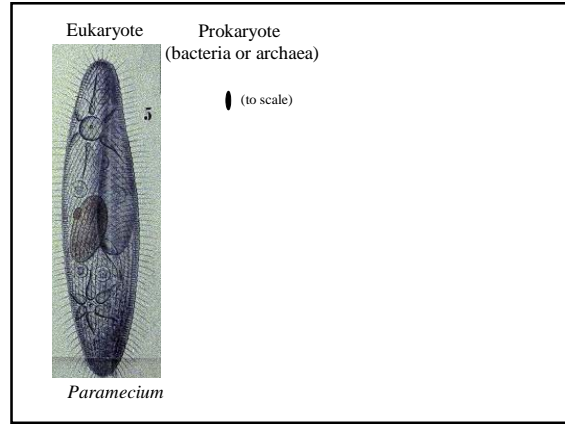 Eukaryote
Prokaryote
(bacteria or archaea)
5
(to scale)
Paramecium